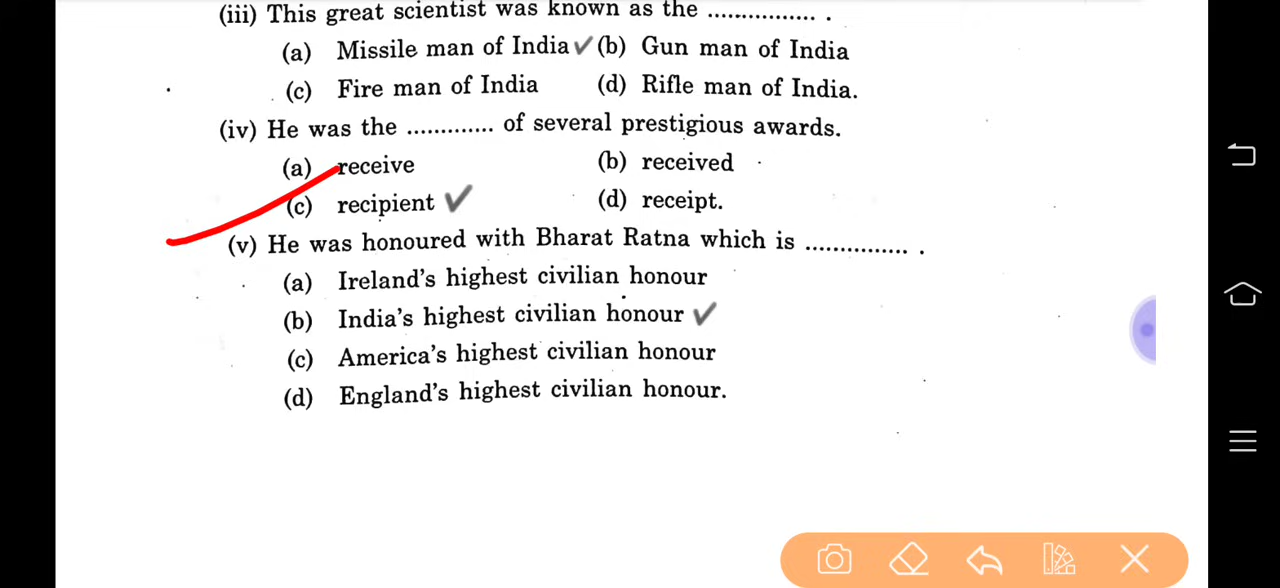 (iii) This great scientist was known as the ................ .
(a) Missile man of India✓ (b) Gun man of India
(c) Fire man of India (d) Rifle man of India.
(iv) He was the ............. of several prestigious awards.
(a) receive (b) received
(c) recipient ✓ (d) receipt.
(v) He was honoured with Bharat Ratna which is ............... .
(a) Ireland's highest civilian honour
(b) India's highest civilian honour ✓
(c) America's highest civilian honour
(d) England's highest civilian honour.